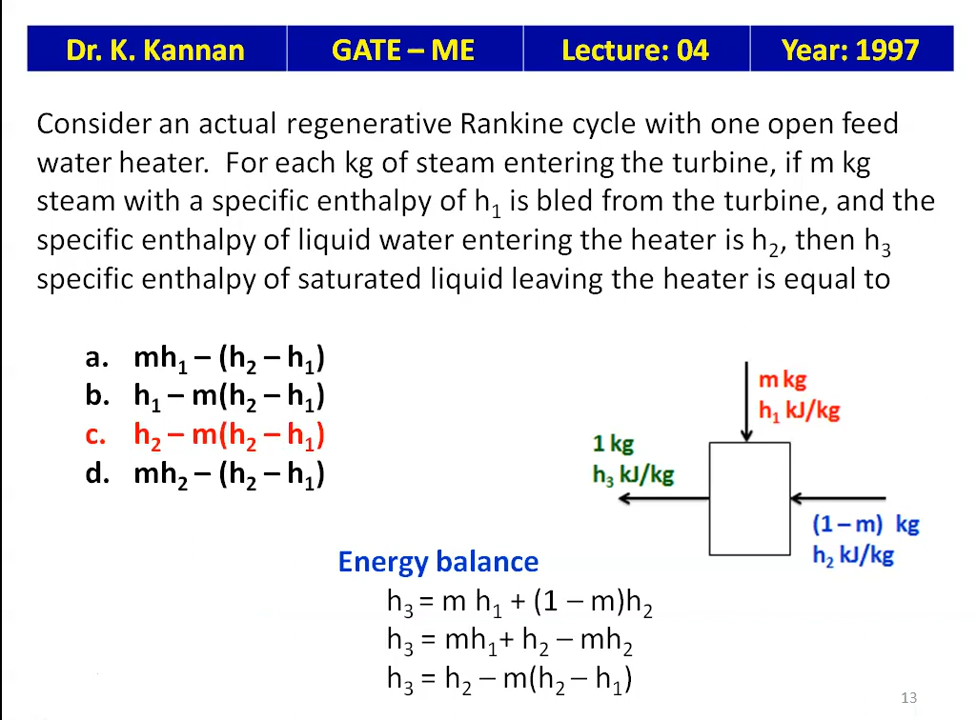 Dr. K. Kannan GATE – ME Lecture: 04 Year: 1997
Consider an actual regenerative Rankine cycle with one open feed
water heater. For each kg of steam entering the turbine, if m kg
steam with a specific enthalpy of h₁ is bled from the turbine, and the
specific enthalpy of liquid water entering the heater is h₂, then h₃
specific enthalpy of saturated liquid leaving the heater is equal to
a. mh₁ – (h₂ – h₁)
b. h₁ – m(h₂ – h₁)
c. h₂ – m(h₂ – h₁)
d. mh₂ – (h₂ – h₁)
m kg
h₁ kJ/kg
1 kg
h₃ kJ/kg
(1 – m) kg
h₂ kJ/kg
Energy balance
h₃ = m h₁ + (1 – m)h₂
h₃ = mh₁+ h₂ – mh₂
h₃ = h₂ – m(h₂ – h₁)
13